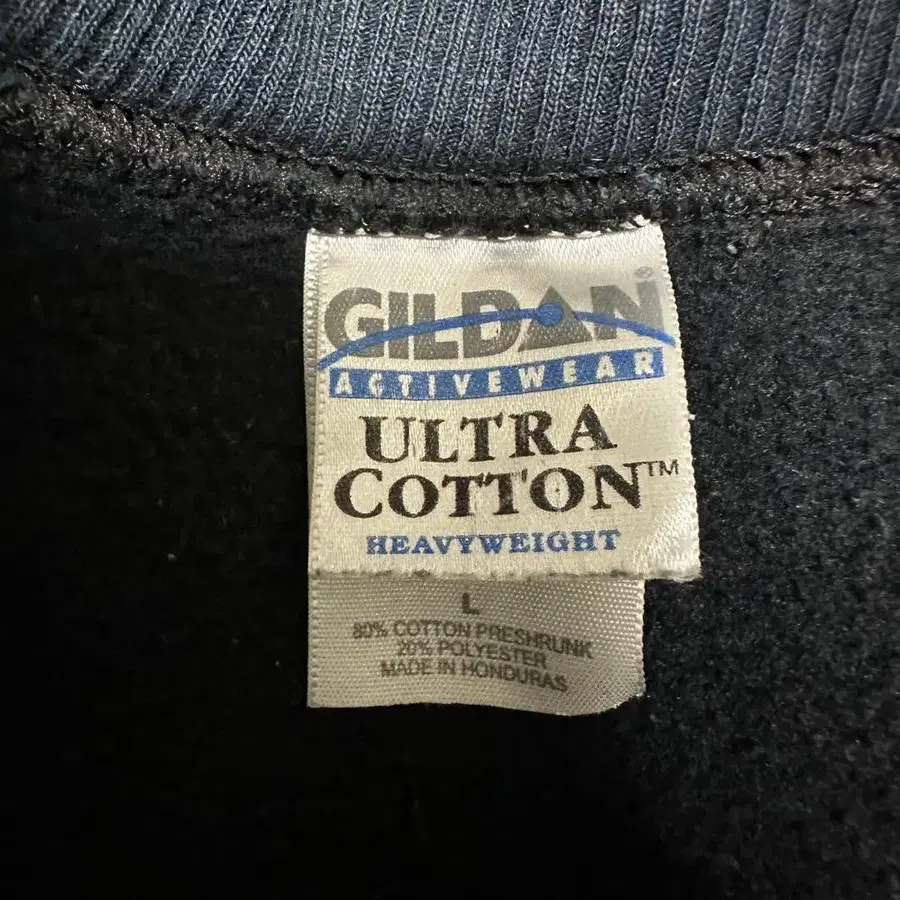 GILDAN®
ACTIVEWEAR
ULTRA
COTTON™
HEAVYWEIGHT
L
80% COTTON PRESHRUNK
20% POLYESTER
MADE IN HONDURAS